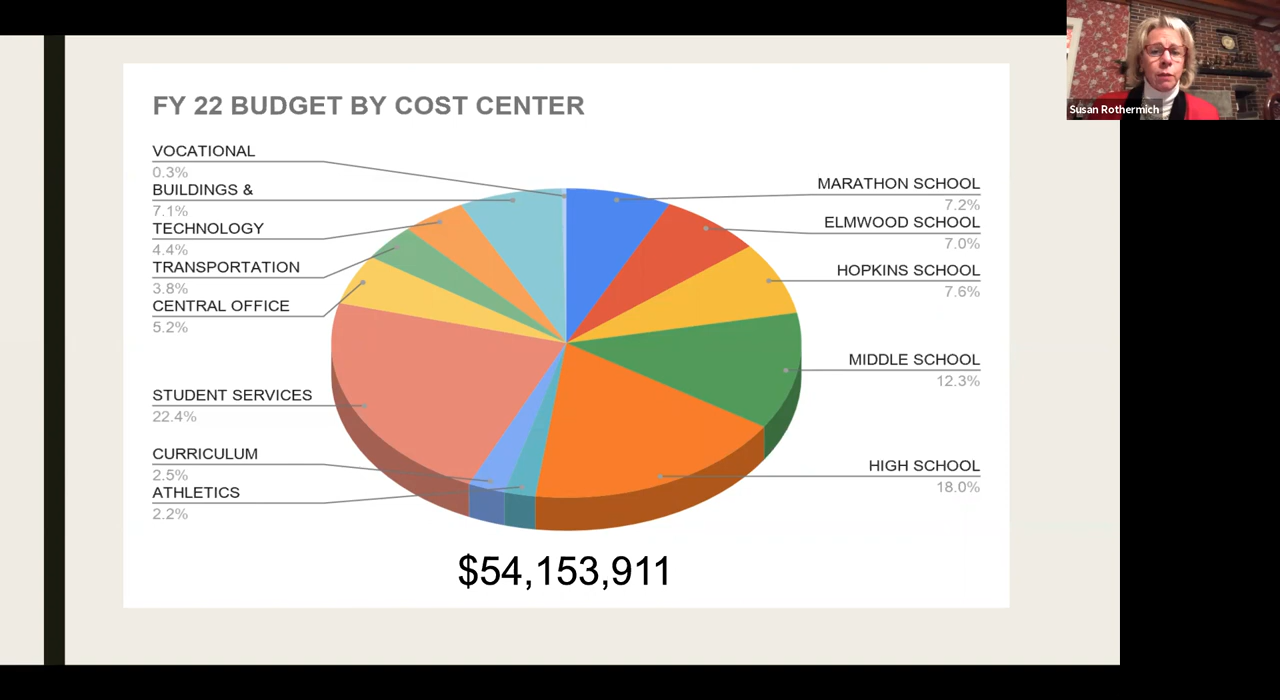 FY 22 BUDGET BY COST CENTER
VOCATIONAL
0.3%
BUILDINGS &
7.1%
TECHNOLOGY
4.4%
TRANSPORTATION
3.8%
CENTRAL OFFICE
5.2%
STUDENT SERVICES
22.4%
CURRICULUM
2.5%
ATHLETICS
2.2%
MARATHON SCHOOL
7.2%
ELMWOOD SCHOOL
7.0%
HOPKINS SCHOOL
7.6%
MIDDLE SCHOOL
12.3%
HIGH SCHOOL
18.0%
$54,153,911
Susan Rothermich